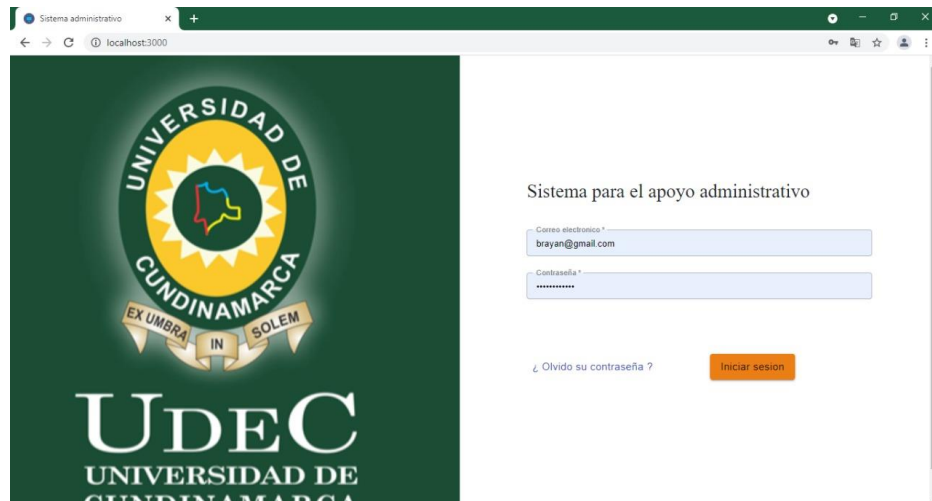 Sistema administrativo
localhost:3000
UNIVERSIDAD DE
CUNDINAMARCA
EX UMBRA
IN
SOLEM
UDEC
UNIVERSIDAD DE
CUNDINAMARCA
Sistema para el apoyo administrativo
Correo electronico *
brayan@gmail.com
Contraseña *
••••••••••••
¿ Olvido su contraseña ?
Iniciar sesion